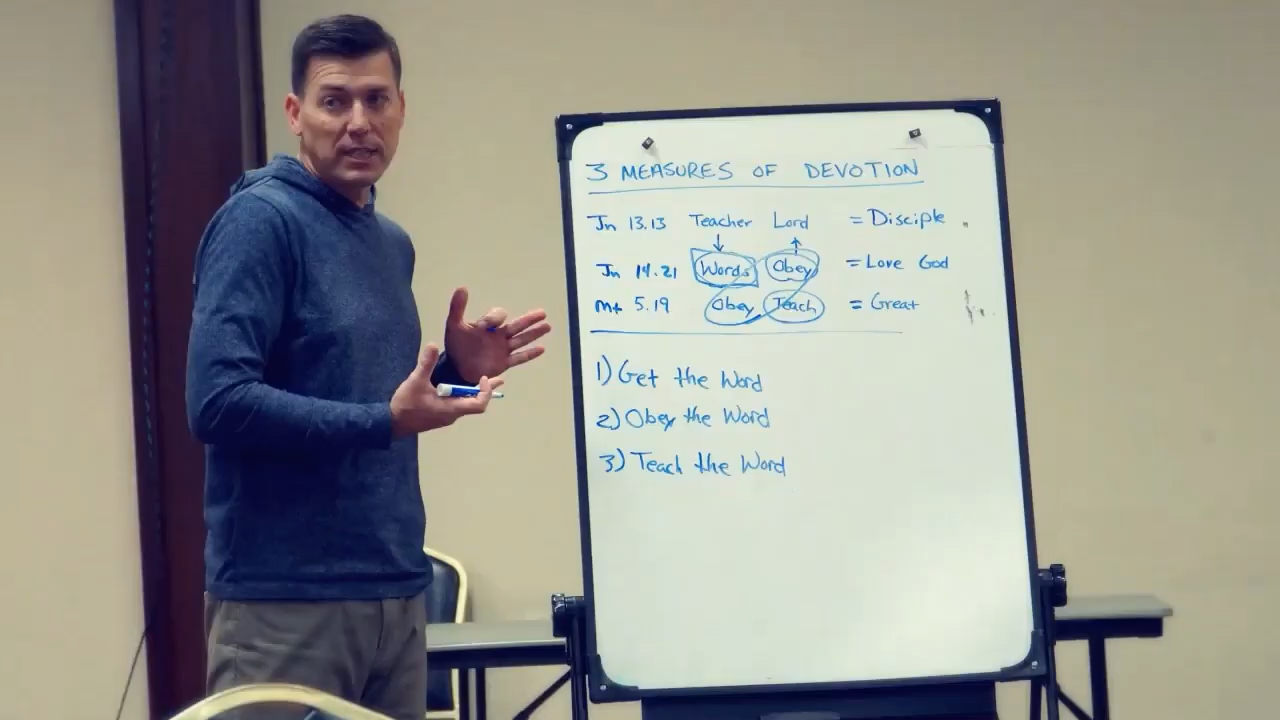 3 MEASURES OF DEVOTION
Jn 13.13 Teacher Lord = Disciple
Jn 14.21 Words Obey = Love God
Mt 5.19 Obey Teach = Great
1) Get the Word
2) Obey the Word
3) Teach the Word